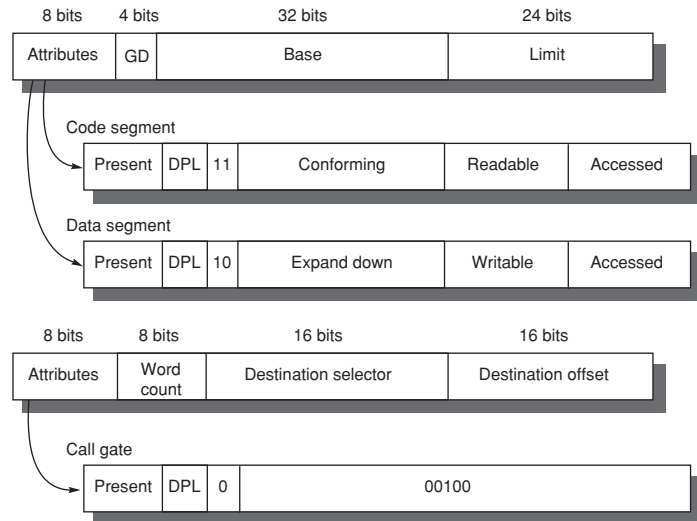 8 bits 4 bits 32 bits 24 bits
Attributes GD Base Limit
Code segment
Present DPL 11 Conforming Readable Accessed
Data segment
Present DPL 10 Expand down Writable Accessed
8 bits 8 bits 16 bits 16 bits
Attributes Word count Destination selector Destination offset
Call gate
Present DPL 0 00100